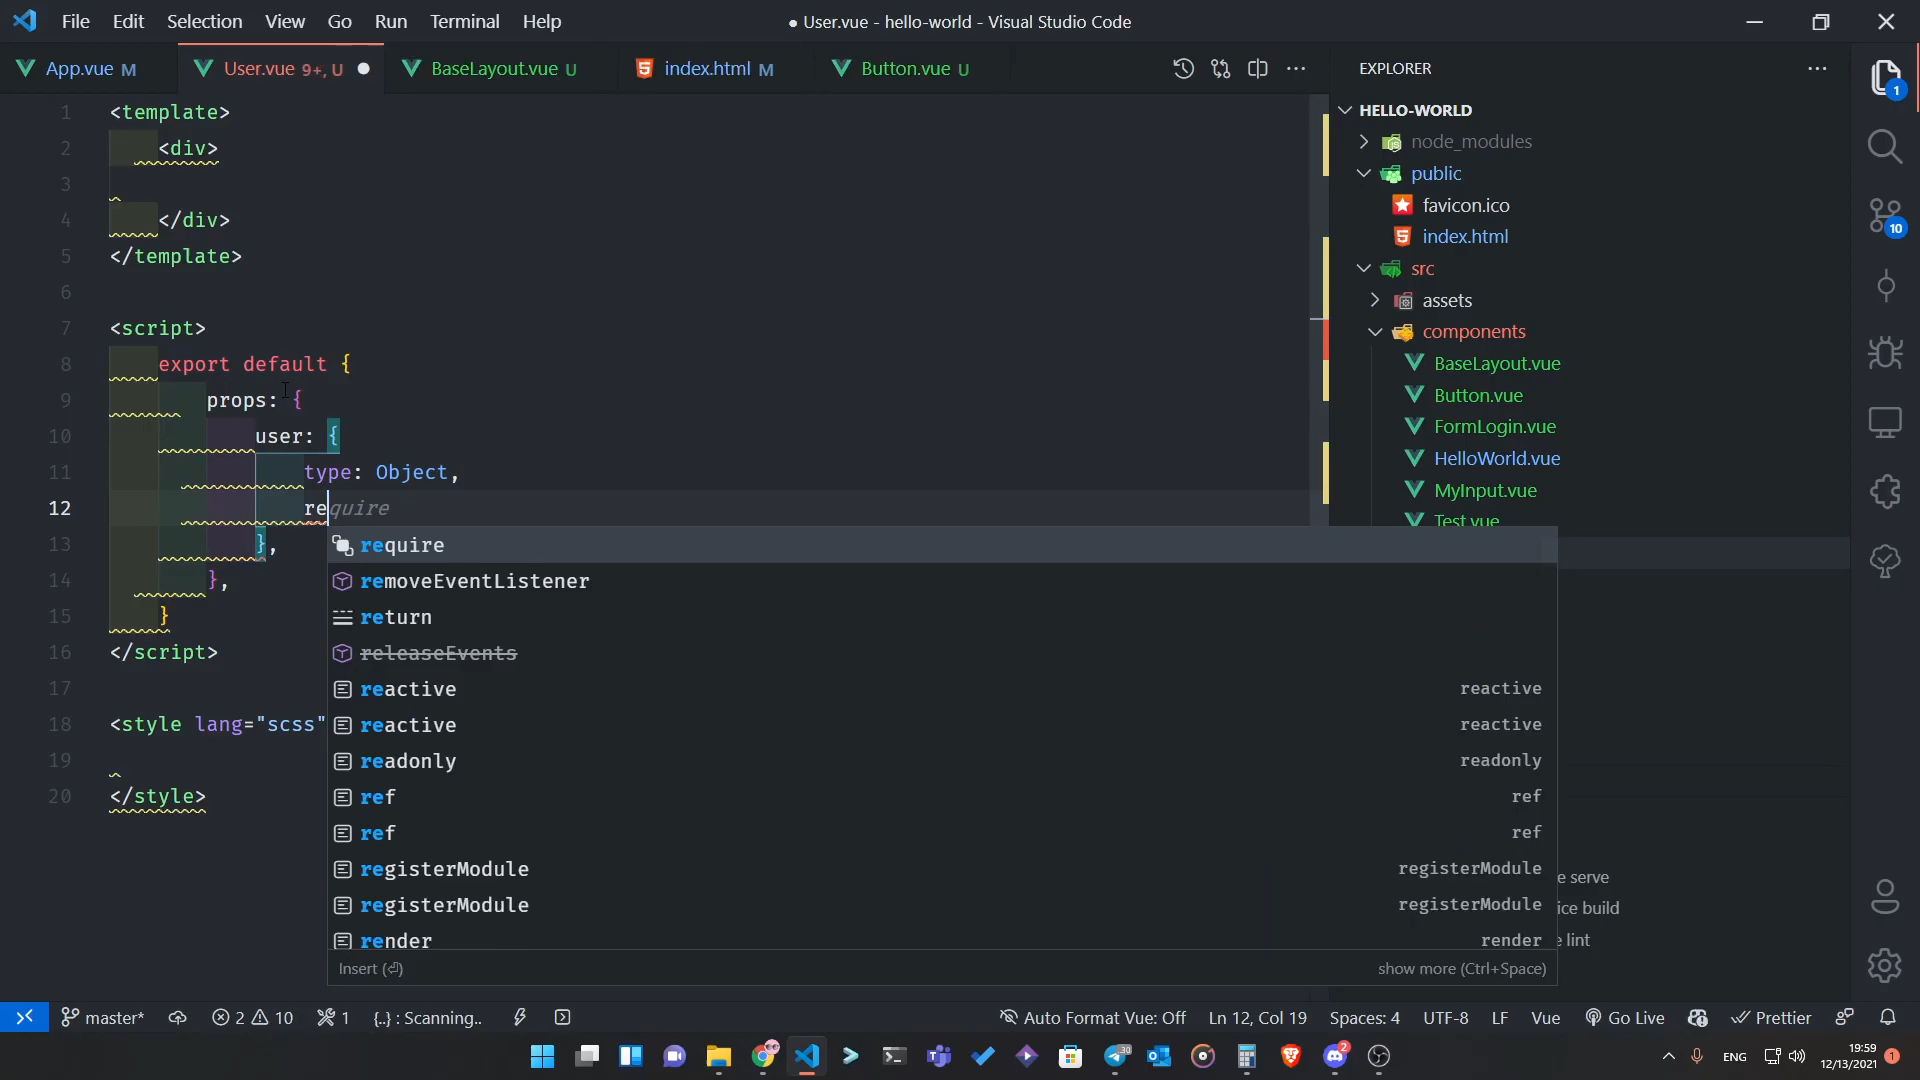 File Edit Selection View Go Run Terminal Help
● User.vue - hello-world - Visual Studio Code
App.vue M
User.vue 9+, U
BaseLayout.vue U
index.html M
Button.vue U
1 <template>
2 <div>
3
4 </div>
5 </template>
6
7 <script>
8 export default {
9 props: {
10 user: {
11 type: Object,
12 require
13 },
14 },
15 }
16 </script>
17
18 <style lang="scss"
19
20 </style>
require
removeEventListener
return
releaseEvents
reactive reactive
reactive reactive
readonly readonly
ref ref
ref ref
registerModule registerModule
registerModule registerModule
render render
Insert (⏎) show more (Ctrl+Space)
EXPLORER
HELLO-WORLD
node_modules
public
favicon.ico
index.html
src
assets
components
BaseLayout.vue
Button.vue
FormLogin.vue
HelloWorld.vue
MyInput.vue
Test.vue
e serve
ice build
e lint
1
10
master*
2
10
1
{..} : Scanning..
Auto Format Vue: Off
Ln 12, Col 19
Spaces: 4
UTF-8
LF
Vue
Go Live
Prettier
30
2
ENG
19:59
12/13/2021
1